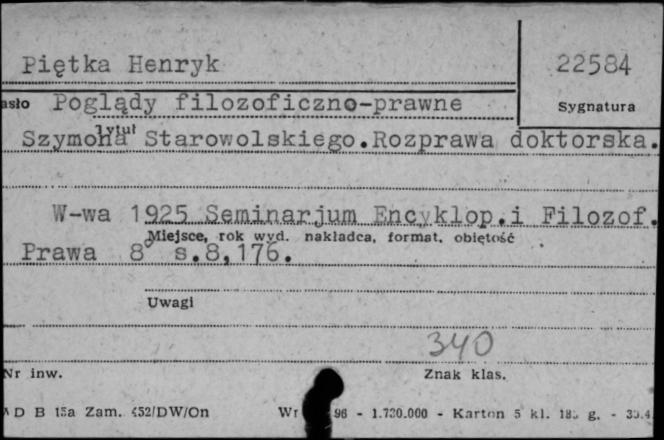 Piętka Henryk
22584
asło Poglądy filozoficzno-prawne
Sygnatura
tytuł
Szymona Starowolskiego.Rozprawa doktorska.
W-wa 1925 Seminarjum Encyklop.i Filozof.
Miejsce, rok wyd. nakładca, format, objętość
Prawa 8° s.8,176.
Uwagi
340
Nr inw.
Znak klas.
D B 15a Zam. 452/DW/On
96 - 1.730.000 - Karton 5 kl. g. -